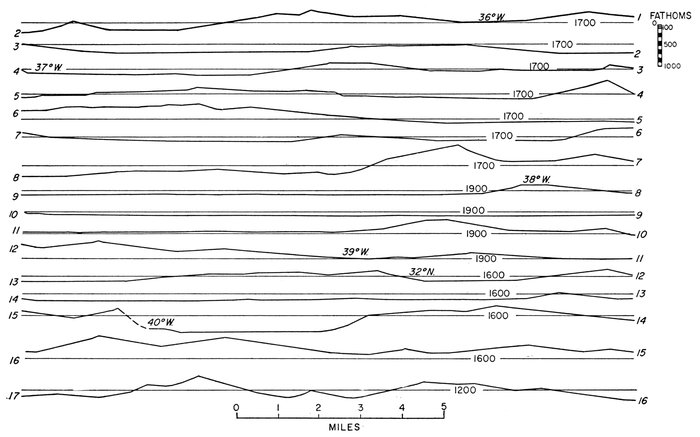 36° W. 1 FATHOMS
2 1700 0 100
3 1700 2 500
4 37° W. 1700 3 1000
5 1700 4
6 1700 5
7 1700 6
8 1700 7
9 1900 38° W. 8
10 1900 9
11 1900 10
12 39° W. 1900 11
13 32° N. 1600 12
14 1600 13
15 40° W. 1600 14
16 1600 15
17 1200 16
0 1 2 3 4 5
MILES